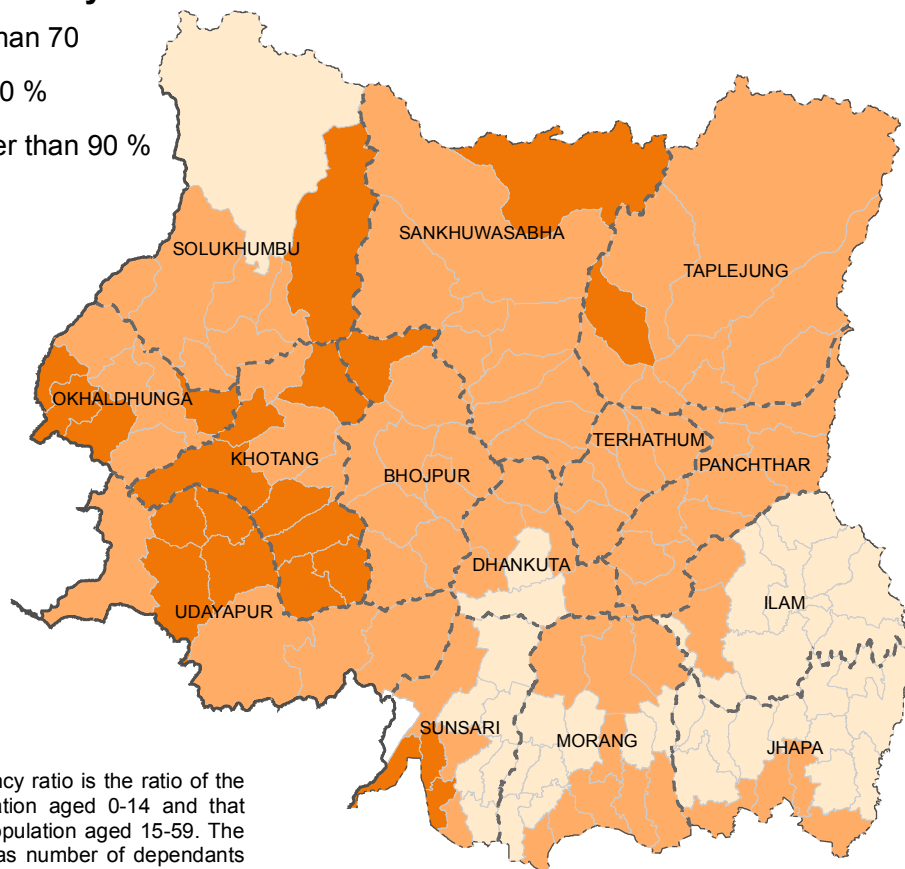 han 70
0 %
er than 90 %
SOLUKHUMBU
SANKHUWASABHA
TAPLEJUNG
OKHALDHUNGA
KHOTANG
BHOJPUR
TERHATHUM
PANCHTHAR
DHANKUTA
UDAYAPUR
ILAM
SUNSARI
MORANG
JHAPA
ncy ratio is the ratio of the
ation aged 0-14 and that
opulation aged 15-59. The
as number of dependants